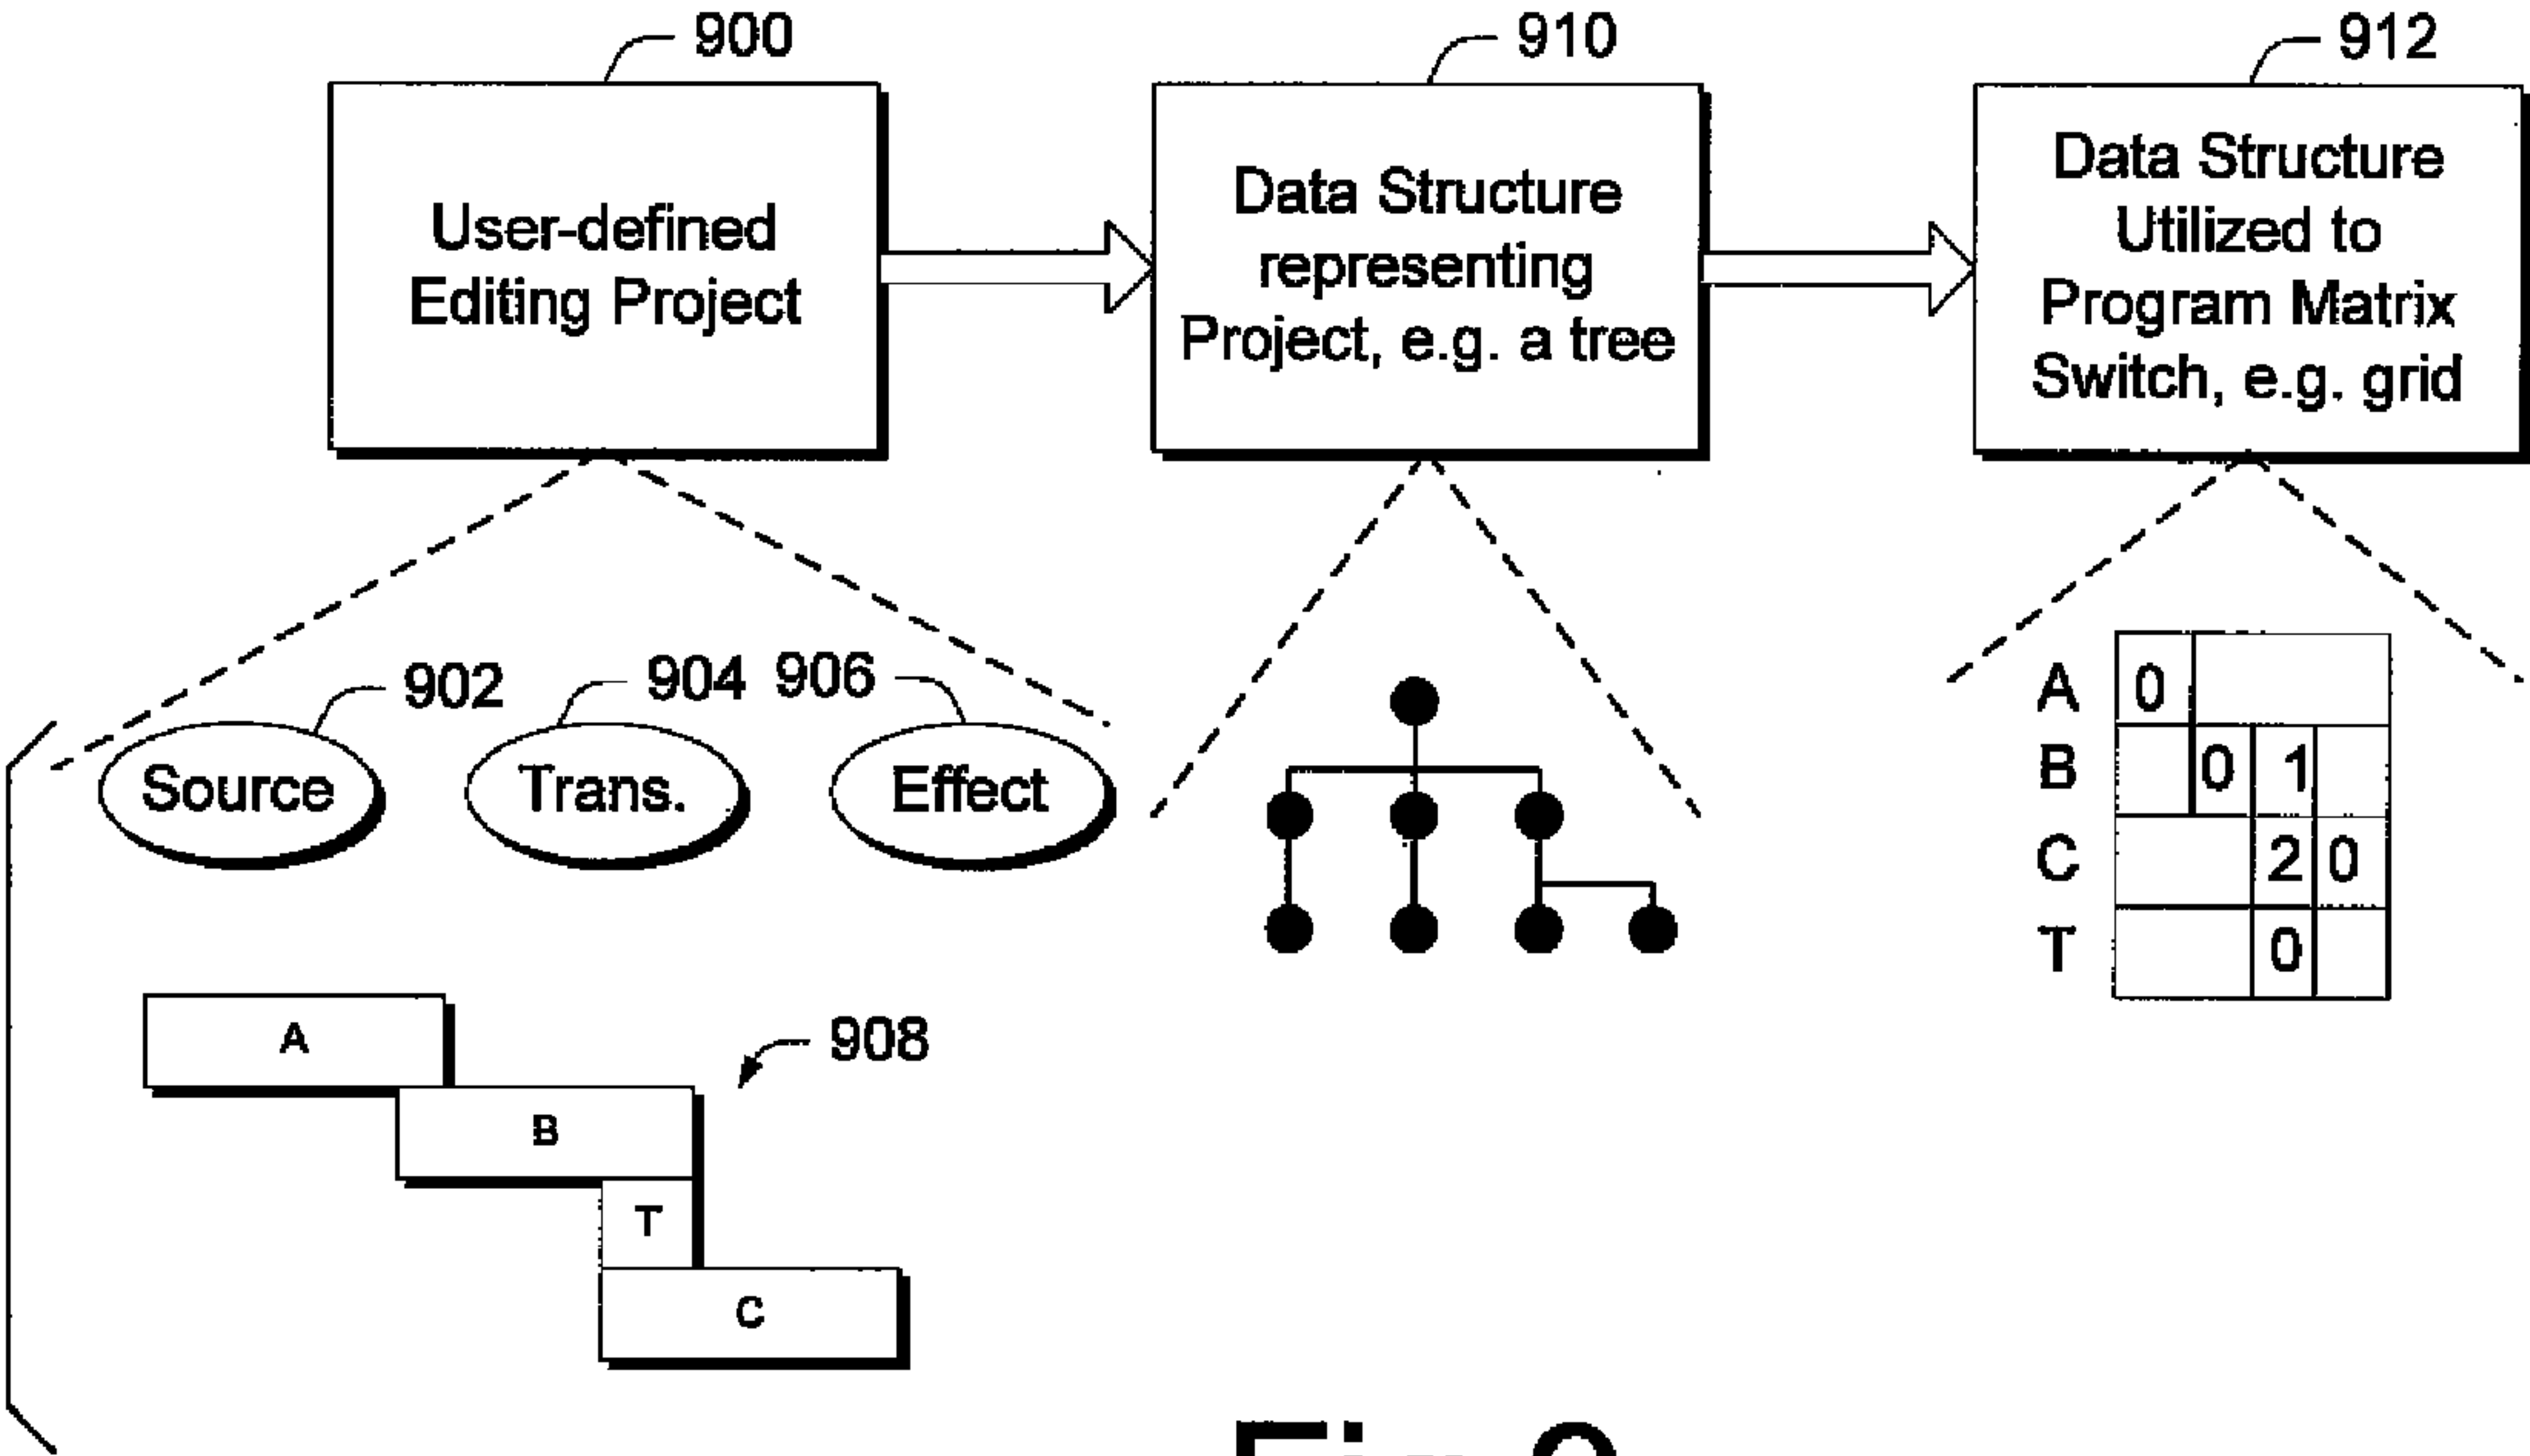 900
910
912
User-defined
Editing Project
Data Structure
representing
Project, e.g. a tree
Data Structure
Utilized to
Program Matrix
Switch, e.g. grid
902
904
906
Source
Trans.
Effect
A 0
B 0 1
C 2 0
T 0
A
908
B
T
C